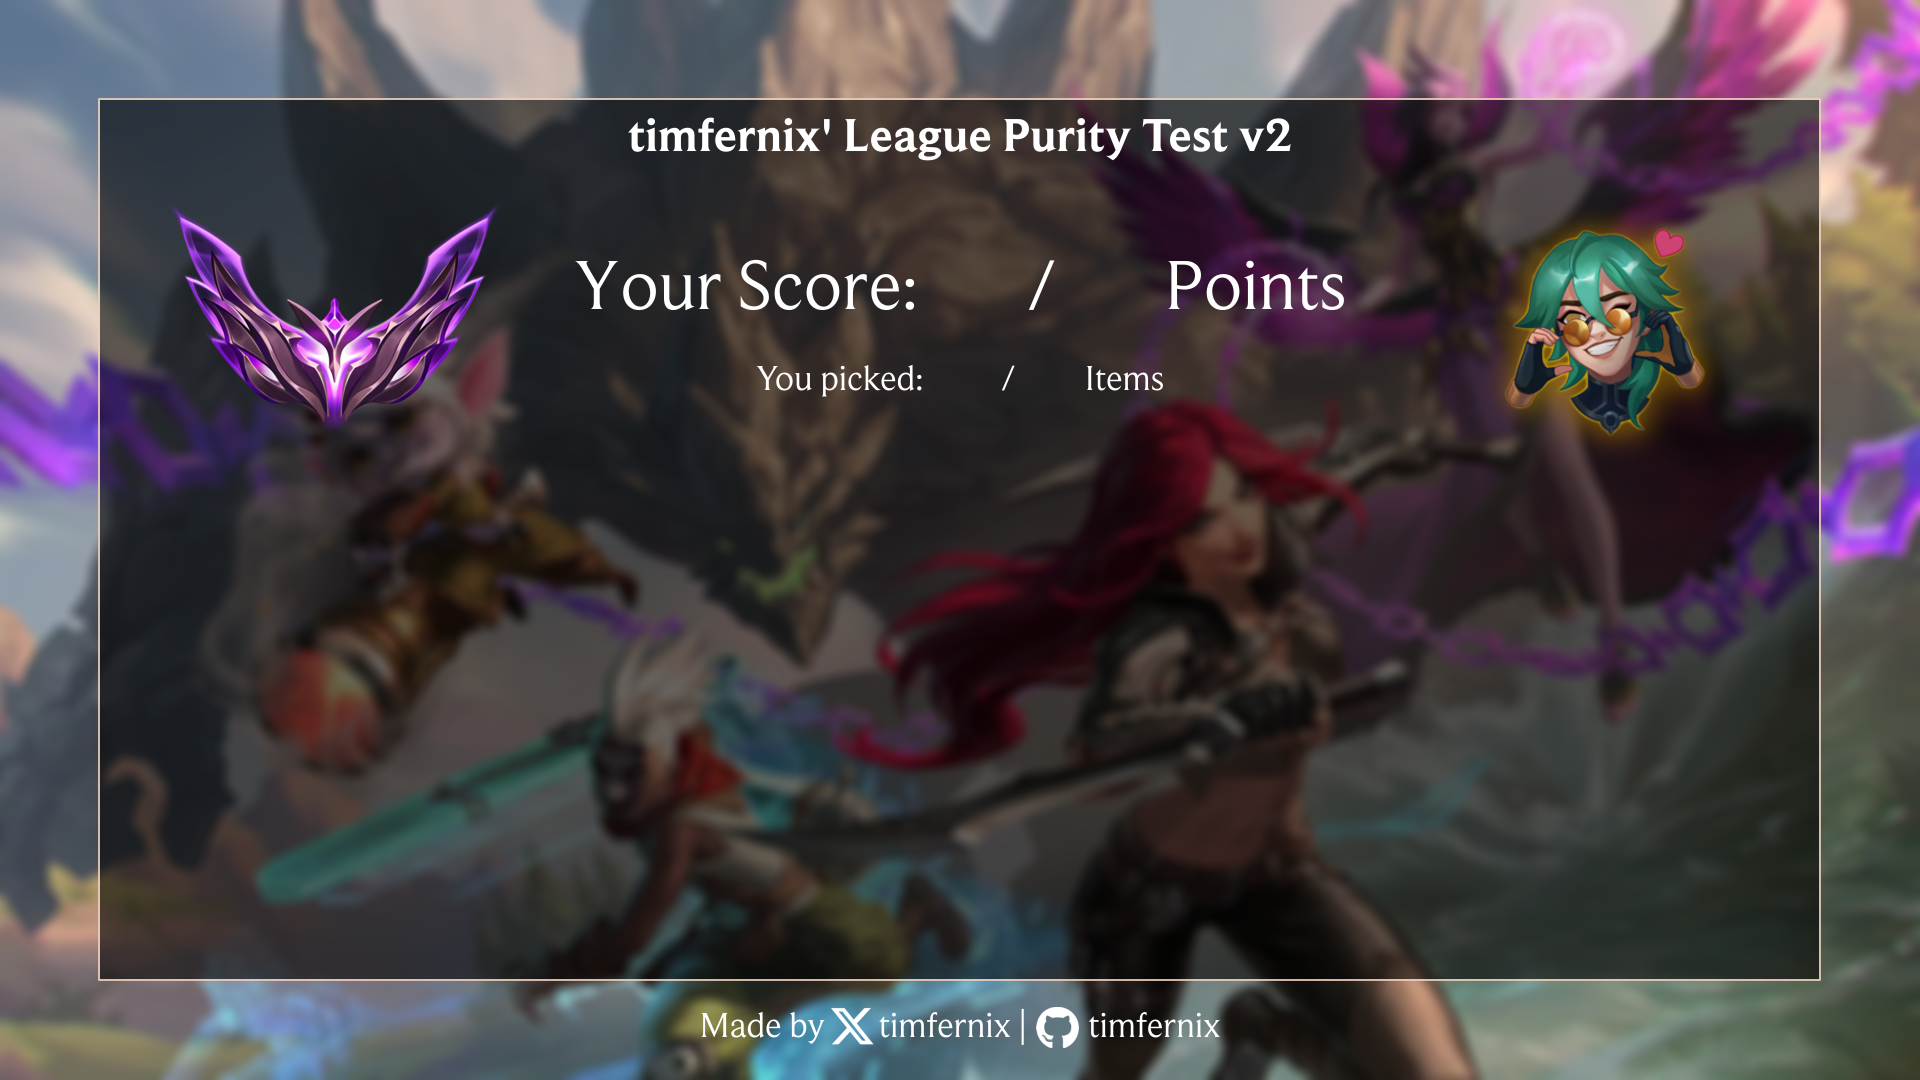 timfernix' League Purity Test v2
Your Score: / Points
You picked: / Items
Made by timfernix | timfernix